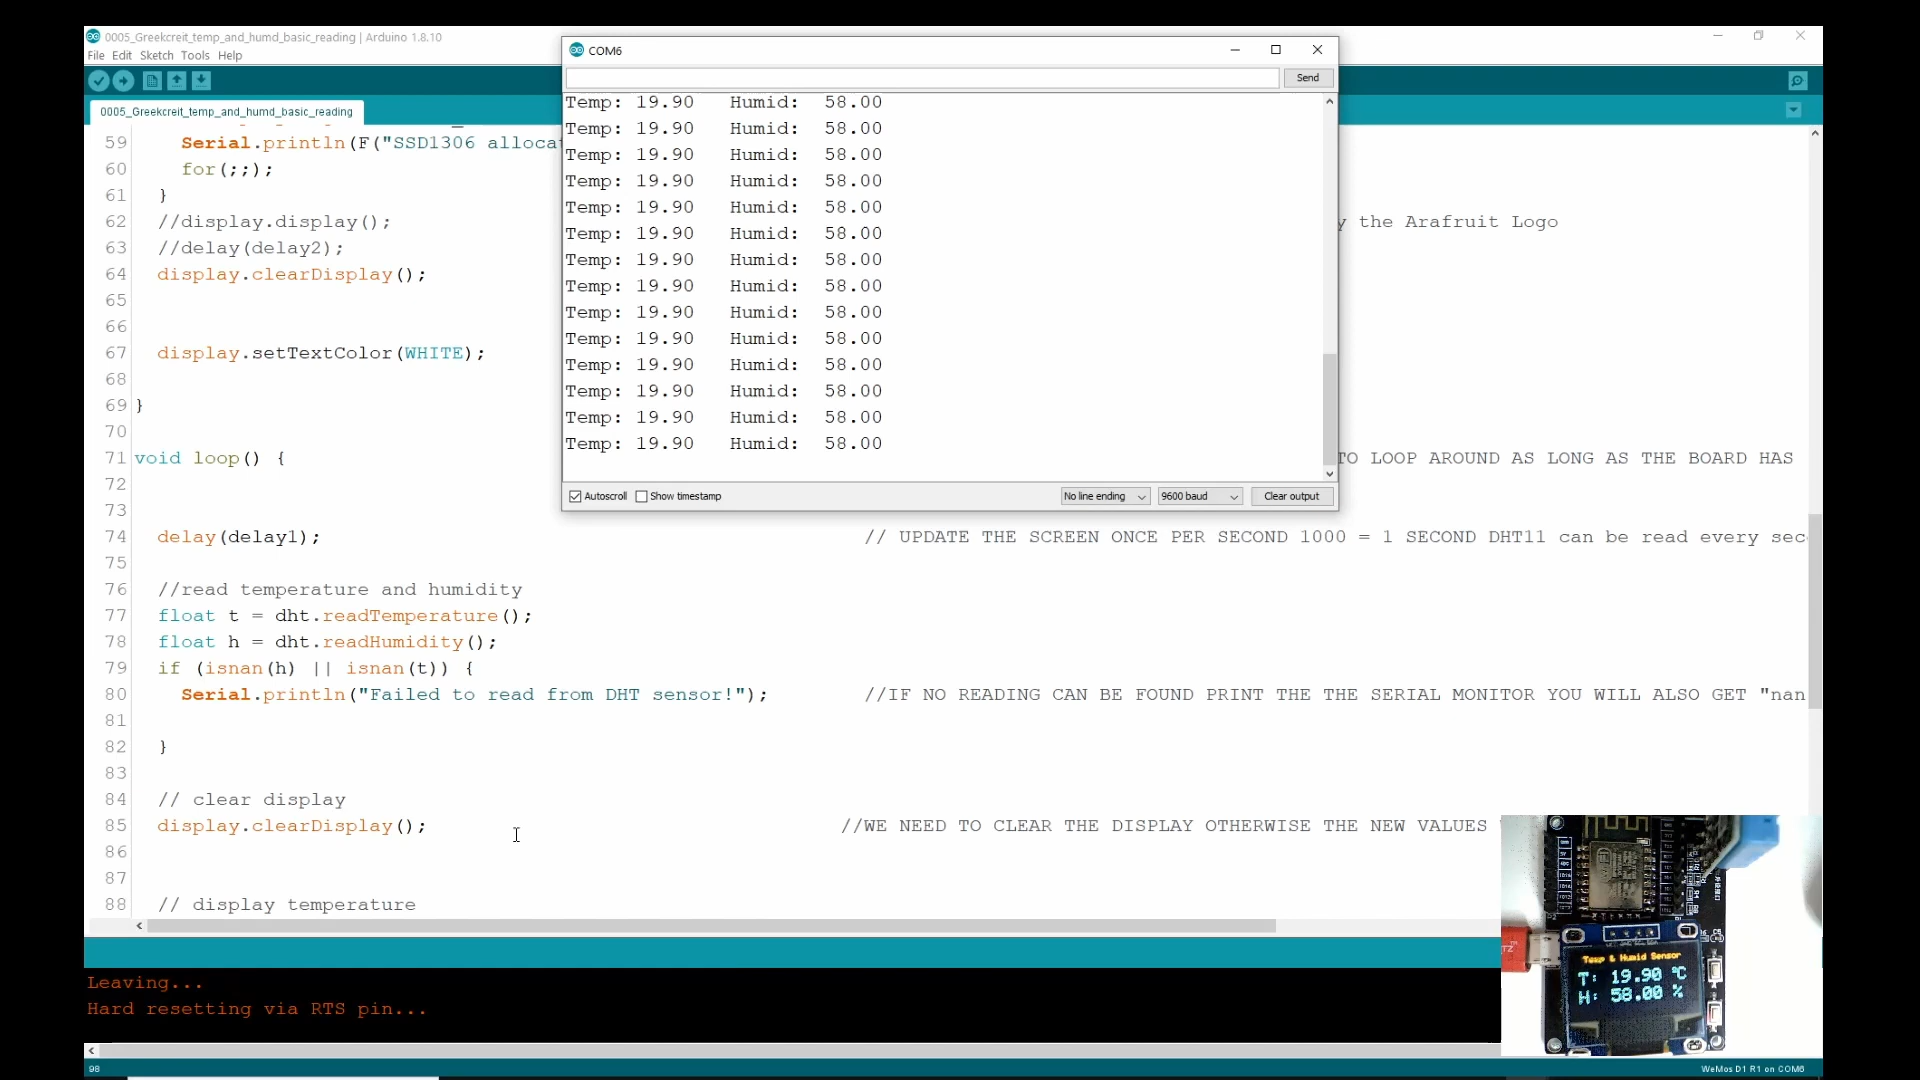 0005_Greekcreit_temp_and_humd_basic_reading | Arduino 1.8.10
File Edit Sketch Tools Help
0005_Greekcreit_temp_and_humd_basic_reading
COM6
Send
Temp: 19.90 Humid: 58.00
Temp: 19.90 Humid: 58.00
Temp: 19.90 Humid: 58.00
Temp: 19.90 Humid: 58.00
Temp: 19.90 Humid: 58.00
Temp: 19.90 Humid: 58.00
Temp: 19.90 Humid: 58.00
Temp: 19.90 Humid: 58.00
Temp: 19.90 Humid: 58.00
Temp: 19.90 Humid: 58.00
Temp: 19.90 Humid: 58.00
Temp: 19.90 Humid: 58.00
Temp: 19.90 Humid: 58.00
Temp: 19.90 Humid: 58.00
Autoscroll Show timestamp No line ending 9600 baud Clear output
59 Serial.println(F("SSD1306 alloca
60 for(;;);
61 }
62 //display.display(); the Arafruit Logo
63 //delay(delay2);
64 display.clearDisplay();
65
66
67 display.setTextColor(WHITE);
68
69 }
70
71 void loop() { TO LOOP AROUND AS LONG AS THE BOARD HAS
72
73
74 delay(delay1); // UPDATE THE SCREEN ONCE PER SECOND 1000 = 1 SECOND DHT11 can be read every sec
75
76 //read temperature and humidity
77 float t = dht.readTemperature();
78 float h = dht.readHumidity();
79 if (isnan(h) || isnan(t)) {
80 Serial.println("Failed to read from DHT sensor!"); //IF NO READING CAN BE FOUND PRINT THE THE SERIAL MONITOR YOU WILL ALSO GET "nan
81
82 }
83
84 // clear display
85 display.clearDisplay(); //WE NEED TO CLEAR THE DISPLAY OTHERWISE THE NEW VALUES
86
87
88 // display temperature
Leaving...
Hard resetting via RTS pin...
Temp & Humid Sensor
T: 19.90 °C
H: 58.00 %
98
WeMos D1 R1 on COM6